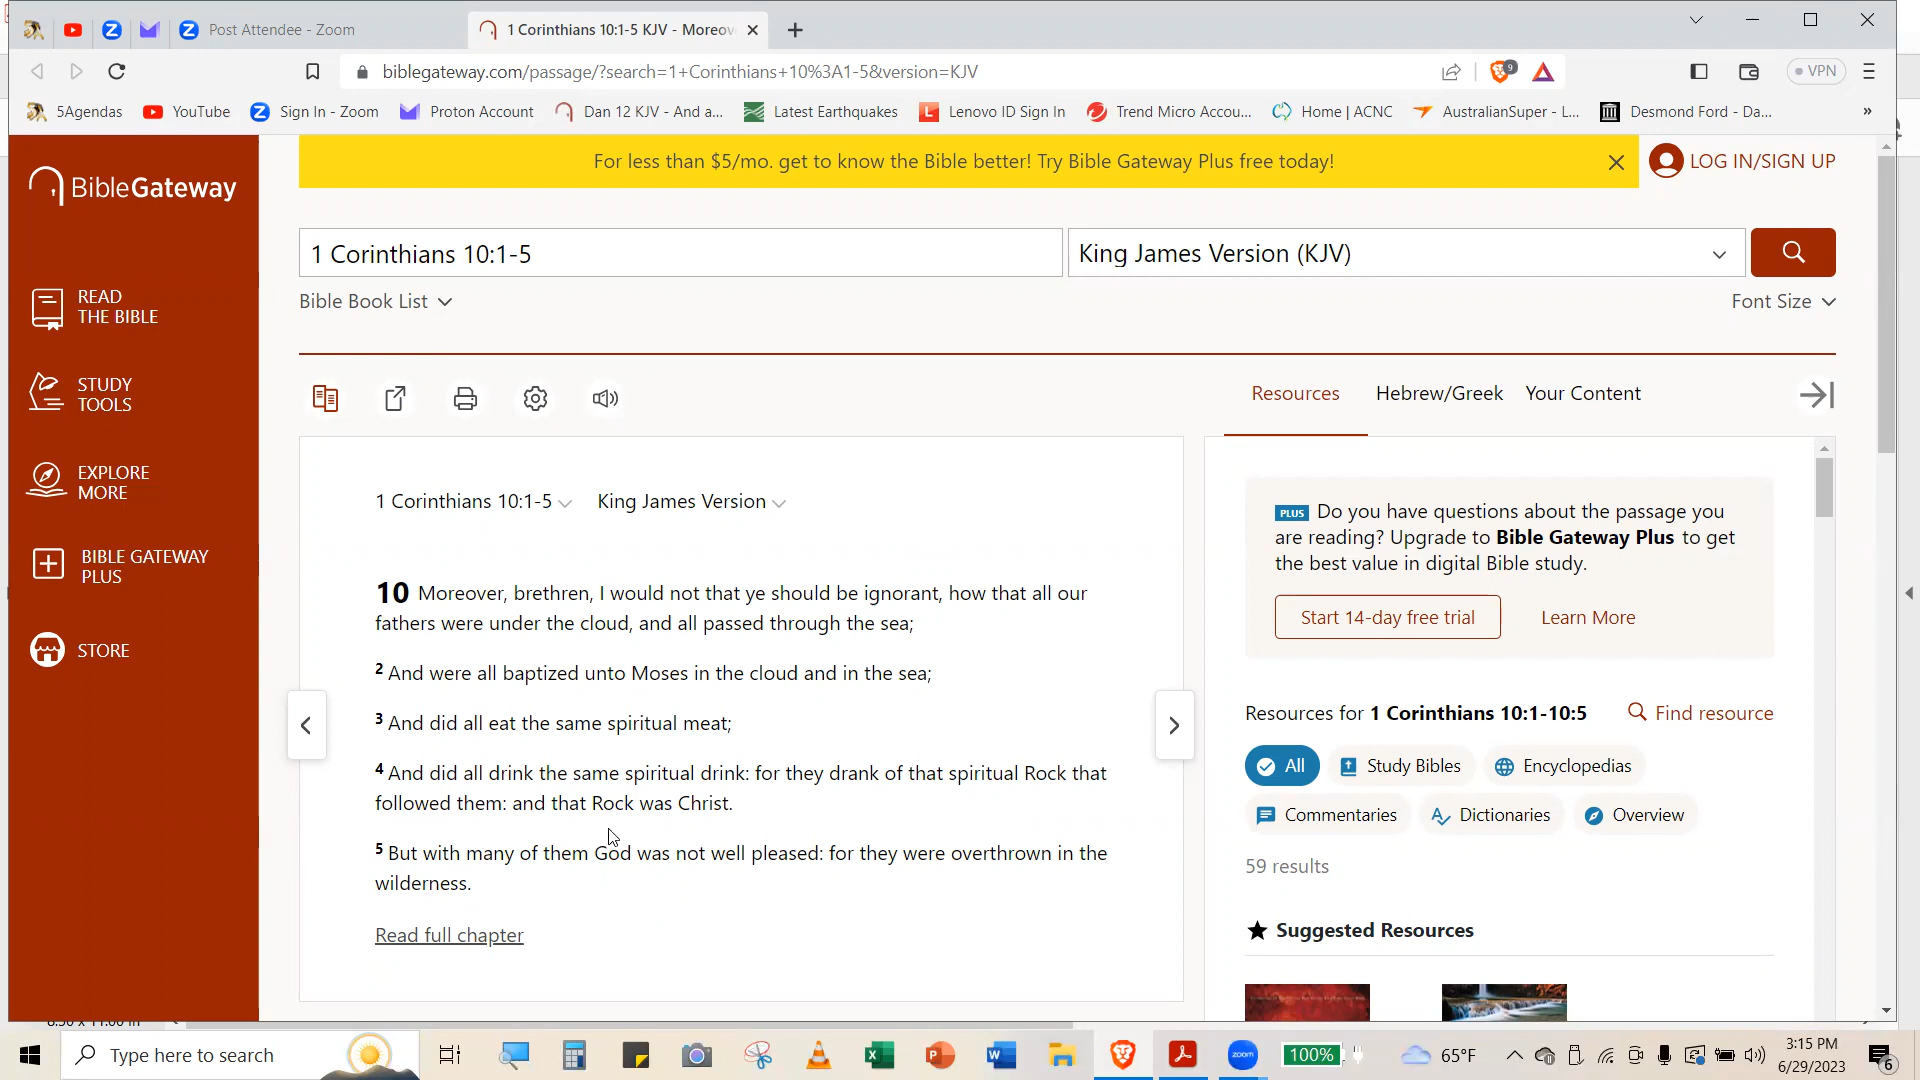 Post Attendee - Zoom
1 Corinthians 10:1-5 KJV - Moreov
biblegateway.com/passage/?search=1+Corinthians+10%3A1-5&version=KJV
9
VPN
5Agendas
YouTube
Sign In - Zoom
Proton Account
Dan 12 KJV - And a...
Latest Earthquakes
Lenovo ID Sign In
Trend Micro Accou...
Home | ACNC
AustralianSuper - L...
Desmond Ford - Da...
»
BibleGateway
For less than $5/mo. get to know the Bible better! Try Bible Gateway Plus free today!
LOG IN/SIGN UP
1 Corinthians 10:1-5
King James Version (KJV)
Bible Book List
Font Size
READ
THE BIBLE
STUDY
TOOLS
EXPLORE
MORE
BIBLE GATEWAY
PLUS
STORE
Resources
Hebrew/Greek
Your Content
1 Corinthians 10:1-5
King James Version
10 Moreover, brethren, I would not that ye should be ignorant, how that all our
fathers were under the cloud, and all passed through the sea;
2 And were all baptized unto Moses in the cloud and in the sea;
3 And did all eat the same spiritual meat;
4 And did all drink the same spiritual drink: for they drank of that spiritual Rock that
followed them: and that Rock was Christ.
5 But with many of them God was not well pleased: for they were overthrown in the
wilderness.
Read full chapter
PLUS Do you have questions about the passage you
are reading? Upgrade to Bible Gateway Plus to get
the best value in digital Bible study.
Start 14-day free trial
Learn More
Resources for 1 Corinthians 10:1-10:5
Find resource
All
Study Bibles
Encyclopedias
Commentaries
Dictionaries
Overview
59 results
Suggested Resources
Type here to search
zoom
100%
65°F
3:15 PM
6/29/2023
6